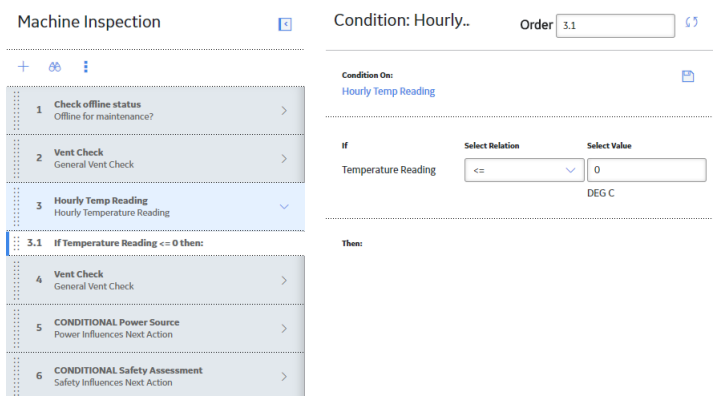 Machine Inspection
1 Check offline status
Offline for maintenance?
2 Vent Check
General Vent Check
3 Hourly Temp Reading
Hourly Temperature Reading
3.1 If Temperature Reading <= 0 then:
4 Vent Check
General Vent Check
5 CONDITIONAL Power Source
Power Influences Next Action
6 CONDITIONAL Safety Assessment
Safety Influences Next Action
Condition: Hourly.. Order 3.1
Condition On:
Hourly Temp Reading
If Select Relation Select Value
Temperature Reading <= 0
DEG C
Then: